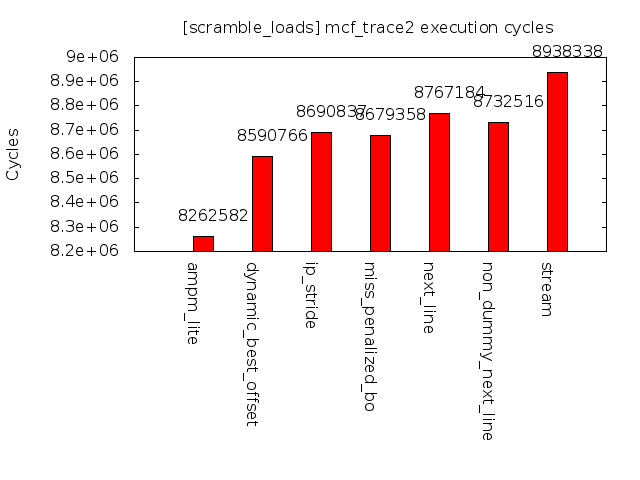 [scramble_loads] mcf_trace2 execution cycles
Cycles
9e+06
8.9e+06
8.8e+06
8.7e+06
8.6e+06
8.5e+06
8.4e+06
8.3e+06
8.2e+06
8262582
8590766
8690837
8679358
8767184
8732516
8938338
ampm_lite
dynamic_best_offset
ip_stride
miss_penalized_bo
next_line
non_dummy_next_line
stream